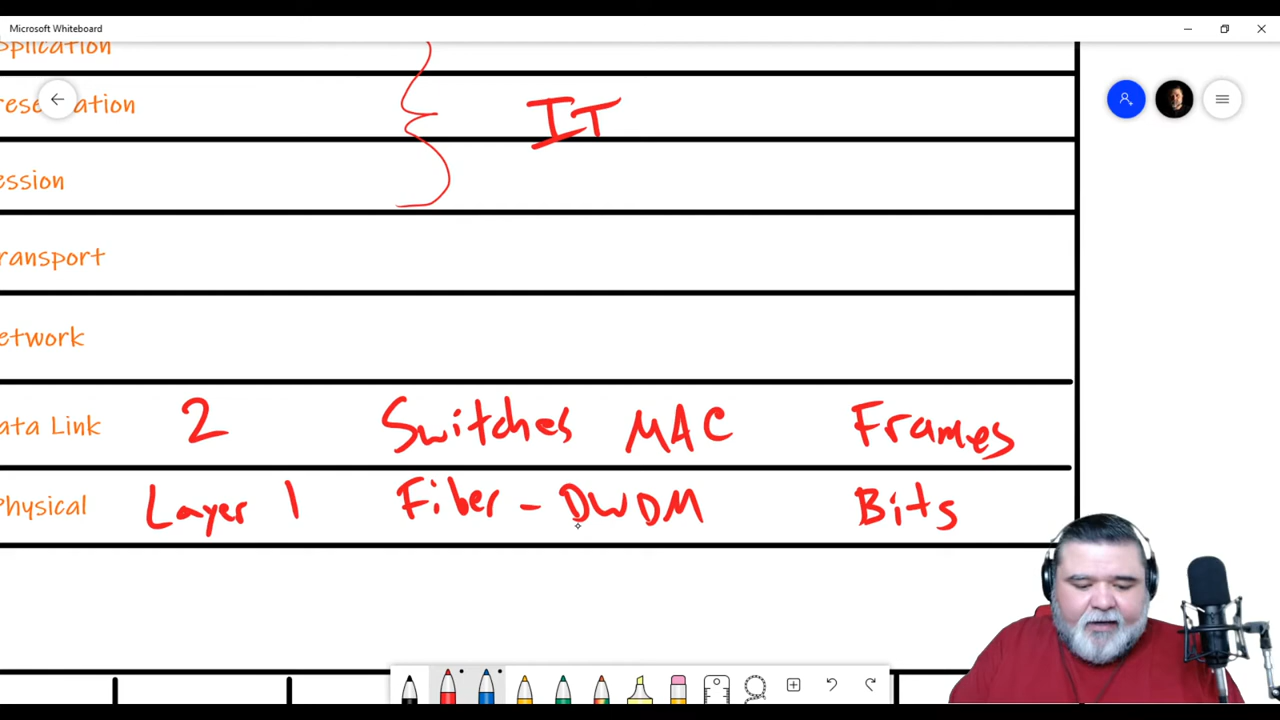 Microsoft Whiteboard
pplication
resentation
IT
ession
ransport
etwork
ata Link 2 Switches MAC Frames
Physical Layer 1 Fiber - DWDM Bits